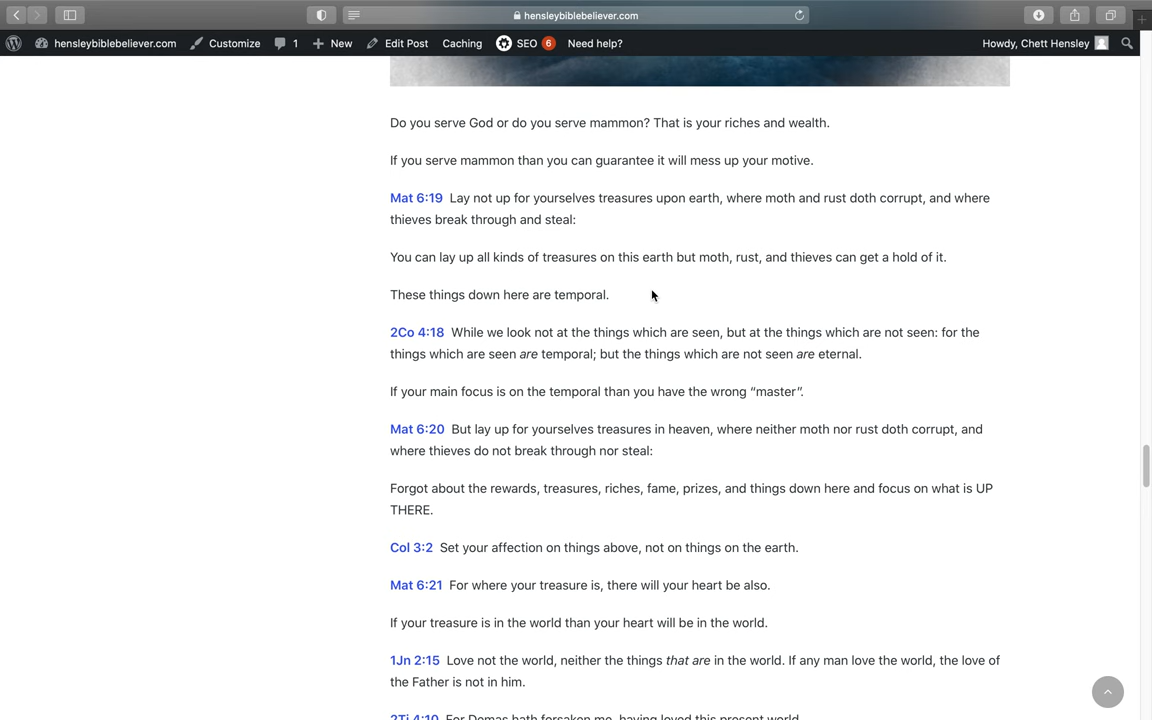 hensleybiblebeliever.com
hensleybiblebeliever.com Customize 1 New Edit Post Caching SEO 6 Need help? Howdy, Chett Hensley
Do you serve God or do you serve mammon? That is your riches and wealth.
If you serve mammon than you can guarantee it will mess up your motive.
Mat 6:19 Lay not up for yourselves treasures upon earth, where moth and rust doth corrupt, and where
thieves break through and steal:
You can lay up all kinds of treasures on this earth but moth, rust, and thieves can get a hold of it.
These things down here are temporal.
2Co 4:18 While we look not at the things which are seen, but at the things which are not seen: for the
things which are seen are temporal; but the things which are not seen are eternal.
If your main focus is on the temporal than you have the wrong “master”.
Mat 6:20 But lay up for yourselves treasures in heaven, where neither moth nor rust doth corrupt, and
where thieves do not break through nor steal:
Forgot about the rewards, treasures, riches, fame, prizes, and things down here and focus on what is UP
THERE.
Col 3:2 Set your affection on things above, not on things on the earth.
Mat 6:21 For where your treasure is, there will your heart be also.
If your treasure is in the world than your heart will be in the world.
1Jn 2:15 Love not the world, neither the things that are in the world. If any man love the world, the love of
the Father is not in him.
2Ti 4:10 For Demas hath forsaken me, having loved this present world